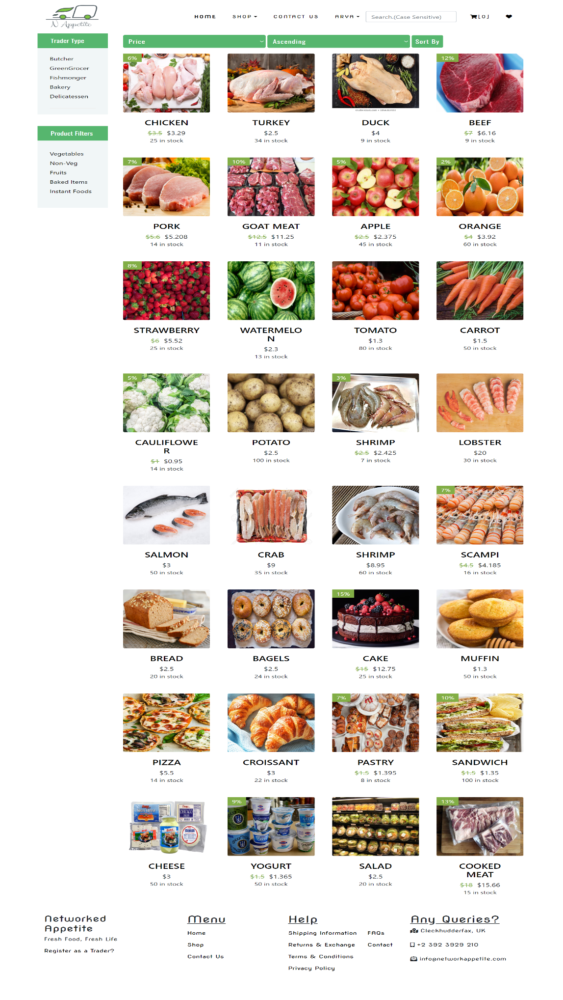 N Appetite
HOME
SHOP
CONTACT US
ARYA
Search.(Case Sensitive)
[0]
Trader Type
Butcher
GreenGrocer
Fishmonger
Bakery
Delicatessen
Product Filters
Vegetables
Non-Veg
Fruits
Baked Items
Instant Foods
Price
Ascending
Sort By
6%
12%
shutterstock.com • 1056382403
CHICKEN
$3.5 $3.29
25 in stock
TURKEY
$2.5
34 in stock
DUCK
$4
9 in stock
BEEF
$7 $6.16
9 in stock
7%
10%
5%
2%
PORK
$5.6 $5.208
14 in stock
GOAT MEAT
$12.5 $11.25
11 in stock
APPLE
$2.5 $2.375
45 in stock
ORANGE
$4 $3.92
60 in stock
8%
STRAWBERRY
$6 $5.52
25 in stock
WATERMELO
N
$2.3
13 in stock
TOMATO
$1.3
80 in stock
CARROT
$1.5
50 in stock
5%
3%
CAULIFLOWE
R
$1 $0.95
14 in stock
POTATO
$2.5
100 in stock
SHRIMP
$2.5 $2.425
7 in stock
LOBSTER
$20
30 in stock
7%
SALMON
$3
50 in stock
CRAB
$9
35 in stock
SHRIMP
$8.95
60 in stock
SCAMPI
$4.5 $4.185
16 in stock
15%
BREAD
$2.5
20 in stock
BAGELS
$2.5
24 in stock
CAKE
$15 $12.75
25 in stock
MUFFIN
$1.3
50 in stock
7%
10%
PIZZA
$5.5
14 in stock
CROISSANT
$3
22 in stock
PASTRY
$1.5 $1.395
8 in stock
SANDWICH
$1.5 $1.35
100 in stock
9%
13%
CHICAGO
CHOBANI
GREEK
CHEESE
$3
50 in stock
YOGURT
$1.5 $1.365
50 in stock
SALAD
$2.5
20 in stock
COOKED
MEAT
$18 $15.66
15 in stock
Networked
Appetite
Fresh Food, Fresh Life
Register as a Trader?
Menu
Home
Shop
Contact Us
Help
Shipping Information
Returns & Exchange
Terms & Conditions
Privacy Policy
FAQs
Contact
Any Queries?
Cleckhudderfax, UK
+2 392 3929 210
info@networkappetite.com